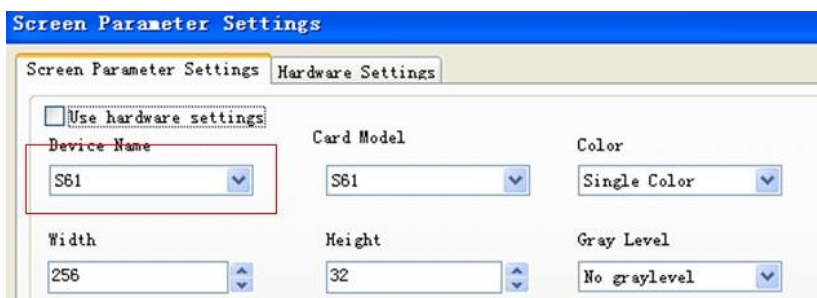 Screen Parameter Settings
Screen Parameter Settings Hardware Settings
Use hardware settings
Device Name Card Model Color
S61 S61 Single Color
Width Height Gray Level
256 32 No graylevel